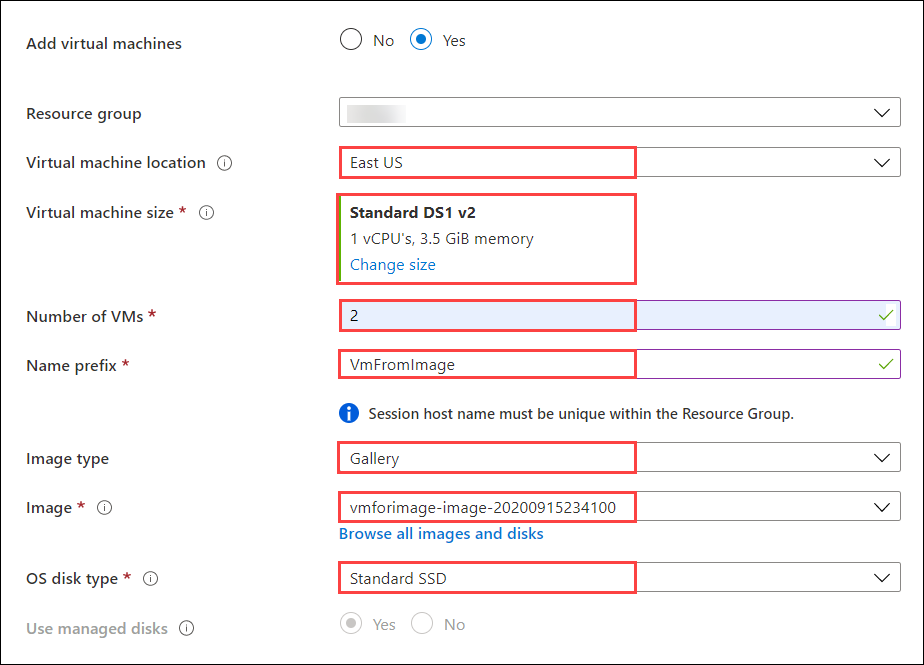 Add virtual machines No Yes
Resource group
Virtual machine location East US
Virtual machine size * Standard DS1 v2
1 vCPU's, 3.5 GiB memory
Change size
Number of VMs * 2
Name prefix * VmFromImage
Session host name must be unique within the Resource Group.
Image type Gallery
Image * vmforimage-image-20200915234100
Browse all images and disks
OS disk type * Standard SSD
Use managed disks Yes No